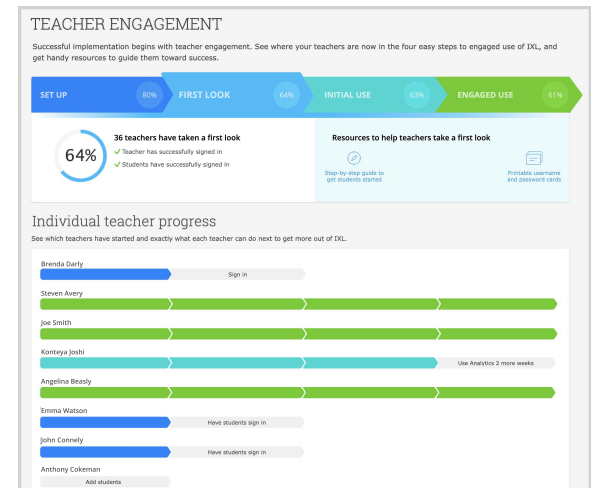 TEACHER ENGAGEMENT
Successful implementation begins with teacher engagement. See where your teachers are now in the four easy steps to engaged use of IXL, and
get handy resources to guide them toward success.
SET UP 80% FIRST LOOK 64% INITIAL USE 63% ENGAGED USE 61%
64%
36 teachers have taken a first look
Teacher has successfully signed in
Students have successfully signed in
Resources to help teachers take a first look
Step-by-step guide to
get students started
Printable username
and password cards
Individual teacher progress
See which teachers have started and exactly what each teacher can do next to get more out of IXL.
Brenda Darly
Sign in
Steven Avery
Joe Smith
Konteya Joshi
Use Analytics 2 more weeks
Angelina Beasly
Emma Watson
Have students sign in
John Connely
Have students sign in
Anthony Cokeman
Add students